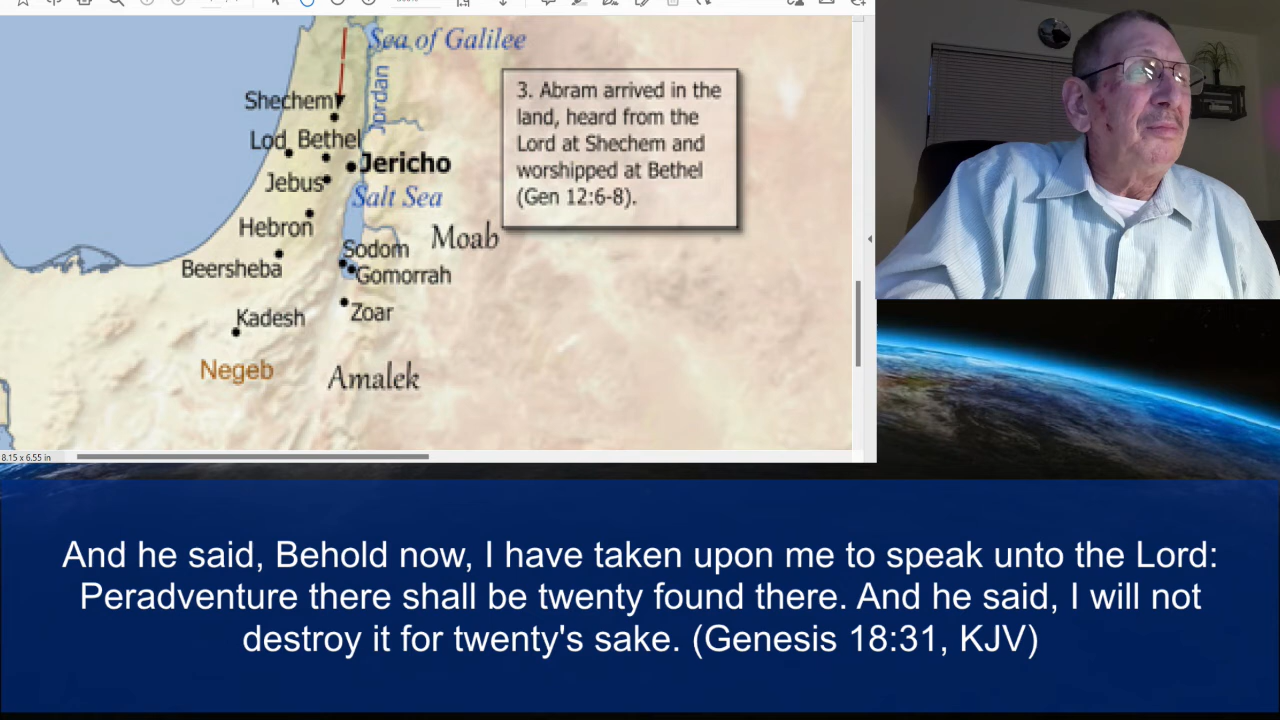 Sea of Galilee
Jordan
Shechem
Lod Bethel
Jericho
Jebus
Salt Sea
Hebron
Moab
Sodom
Beersheba
Gomorrah
Zoar
Kadesh
Negeb
Amalek
3. Abram arrived in the
land, heard from the
Lord at Shechem and
worshipped at Bethel
(Gen 12:6-8).
8.15 x 6.55 in
And he said, Behold now, I have taken upon me to speak unto the Lord:
Peradventure there shall be twenty found there. And he said, I will not
destroy it for twenty's sake. (Genesis 18:31, KJV)